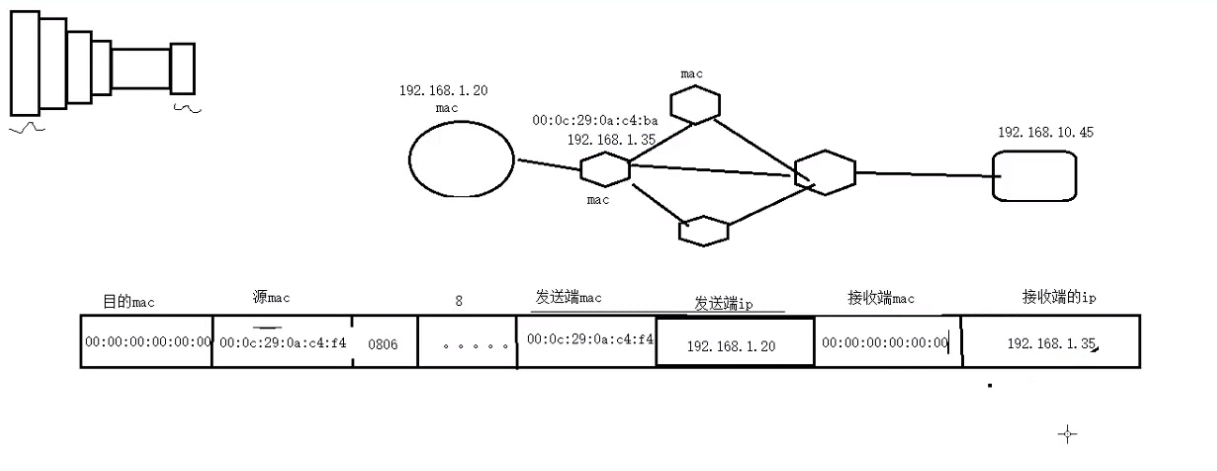 mac
192.168.1.20
mac
00:0c:29:0a:c4:ba
192.168.1.35
mac
192.168.10.45
目的mac
源mac
8
发送端mac
发送端ip
接收端mac
接收端的ip
00:00:00:00:00:00
00:0c:29:0a:c4:f4
0806
。。。。。
00:0c:29:0a:c4:f4
192.168.1.20
00:00:00:00:00:00
192.168.1.35